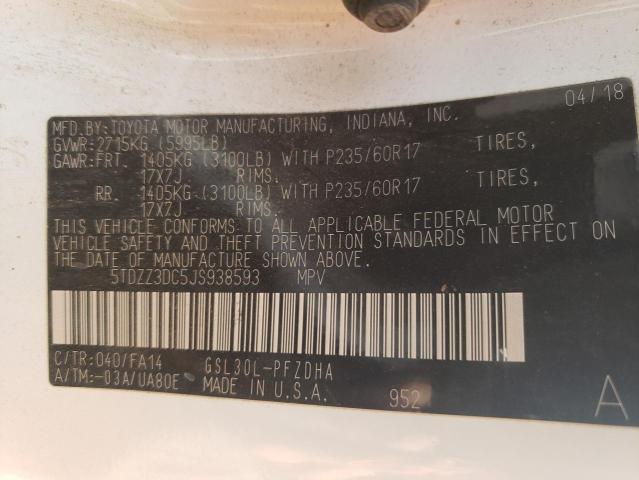 04/18
MFD.BY:TOYOTA MOTOR MANUFACTURING, INDIANA, INC.
GVWR:2715KG (5995LB)
GAWR:FRT. 1405KG (3100LB) WITH P235/60R17 TIRES,
17X7J RIMS.
RR. 1405KG (3100LB) WITH P235/60R17 TIRES,
17X7J RIMS.
THIS VEHICLE CONFORMS TO ALL APPLICABLE FEDERAL MOTOR
VEHICLE SAFETY AND THEFT PREVENTION STANDARDS IN EFFECT ON
THE DATE OF MANUFACTURE SHOWN ABOVE.
5TDZZ3DC5JS938593 MPV
C/TR:040/FA14 GSL30L-PFZDHA
A/TM:-03A/UA80E MADE IN U.S.A. 952 A